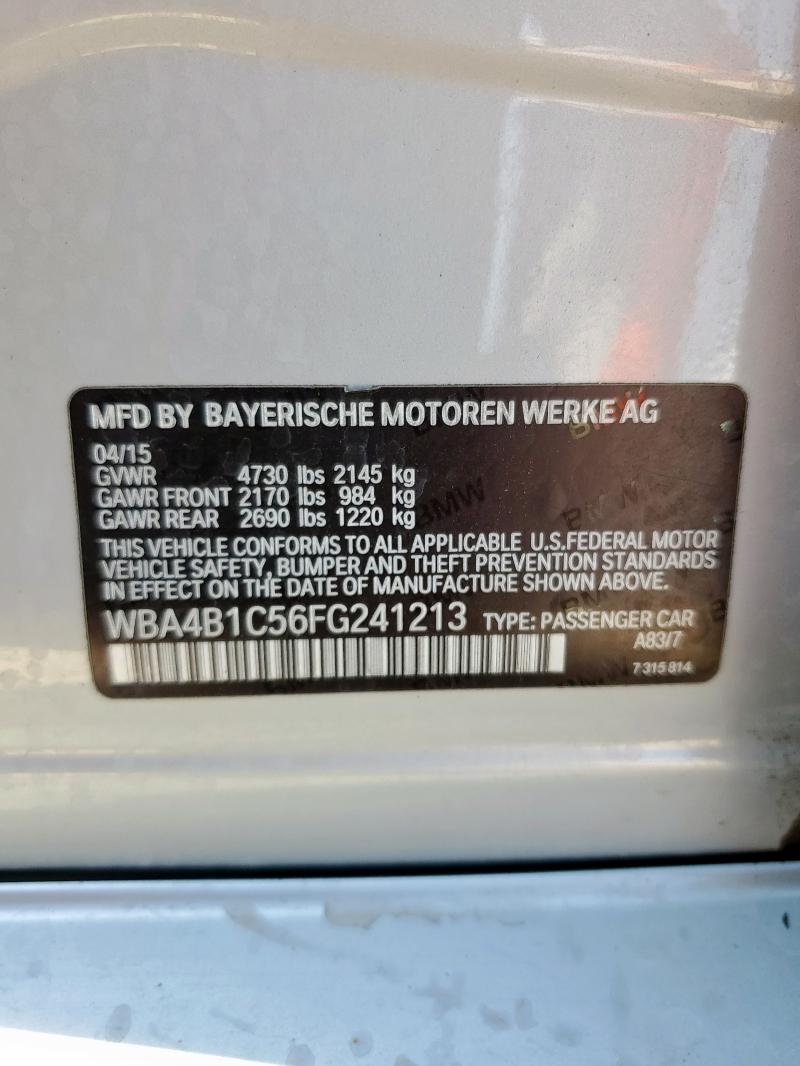 MFD BY BAYERISCHE MOTOREN WERKE AG
04/15
GVWR 4730 lbs 2145 kg
GAWR FRONT 2170 lbs 984 kg
GAWR REAR 2690 lbs 1220 kg
THIS VEHICLE CONFORMS TO ALL APPLICABLE U.S.FEDERAL MOTOR
VEHICLE SAFETY, BUMPER AND THEFT PREVENTION STANDARDS
IN EFFECT ON THE DATE OF MANUFACTURE SHOWN ABOVE.
WBA4B1C56FG241213 TYPE: PASSENGER CAR
A83/7
7 315 814